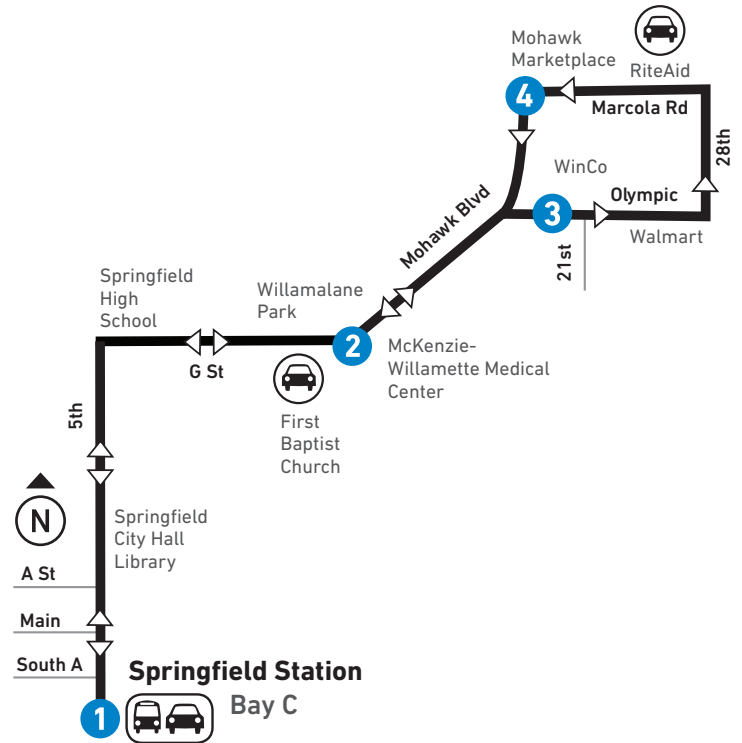 Mohawk
Marketplace
RiteAid
4
Marcola Rd
28th
WinCo
Olympic
3
Mohawk Blvd
21st
Walmart
Springfield
High
School
Willamalane
Park
2
G St
McKenzie-
Willamette Medical
Center
First
Baptist
Church
5th
N
Springfield
City Hall
Library
A St
Main
South A
Springfield Station
1
Bay C